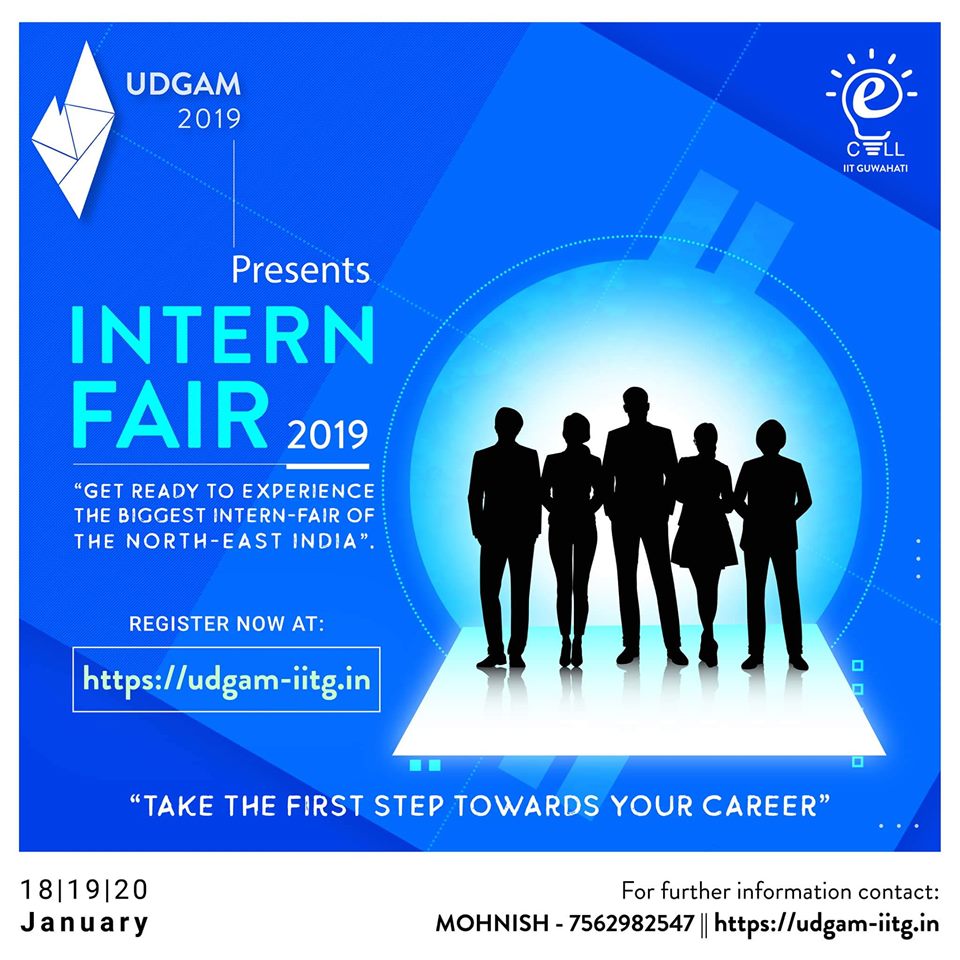 UDGAM
2019
e
CELL
IIT GUWAHATI
Presents
INTERN
FAIR 2019
“GET READY TO EXPERIENCE
THE BIGGEST INTERN-FAIR OF
THE NORTH-EAST INDIA”.
REGISTER NOW AT:
https://udgam-iitg.in
“TAKE THE FIRST STEP TOWARDS YOUR CAREER”
18|19|20
January
For further information contact:
MOHNISH - 7562982547 || https://udgam-iitg.in